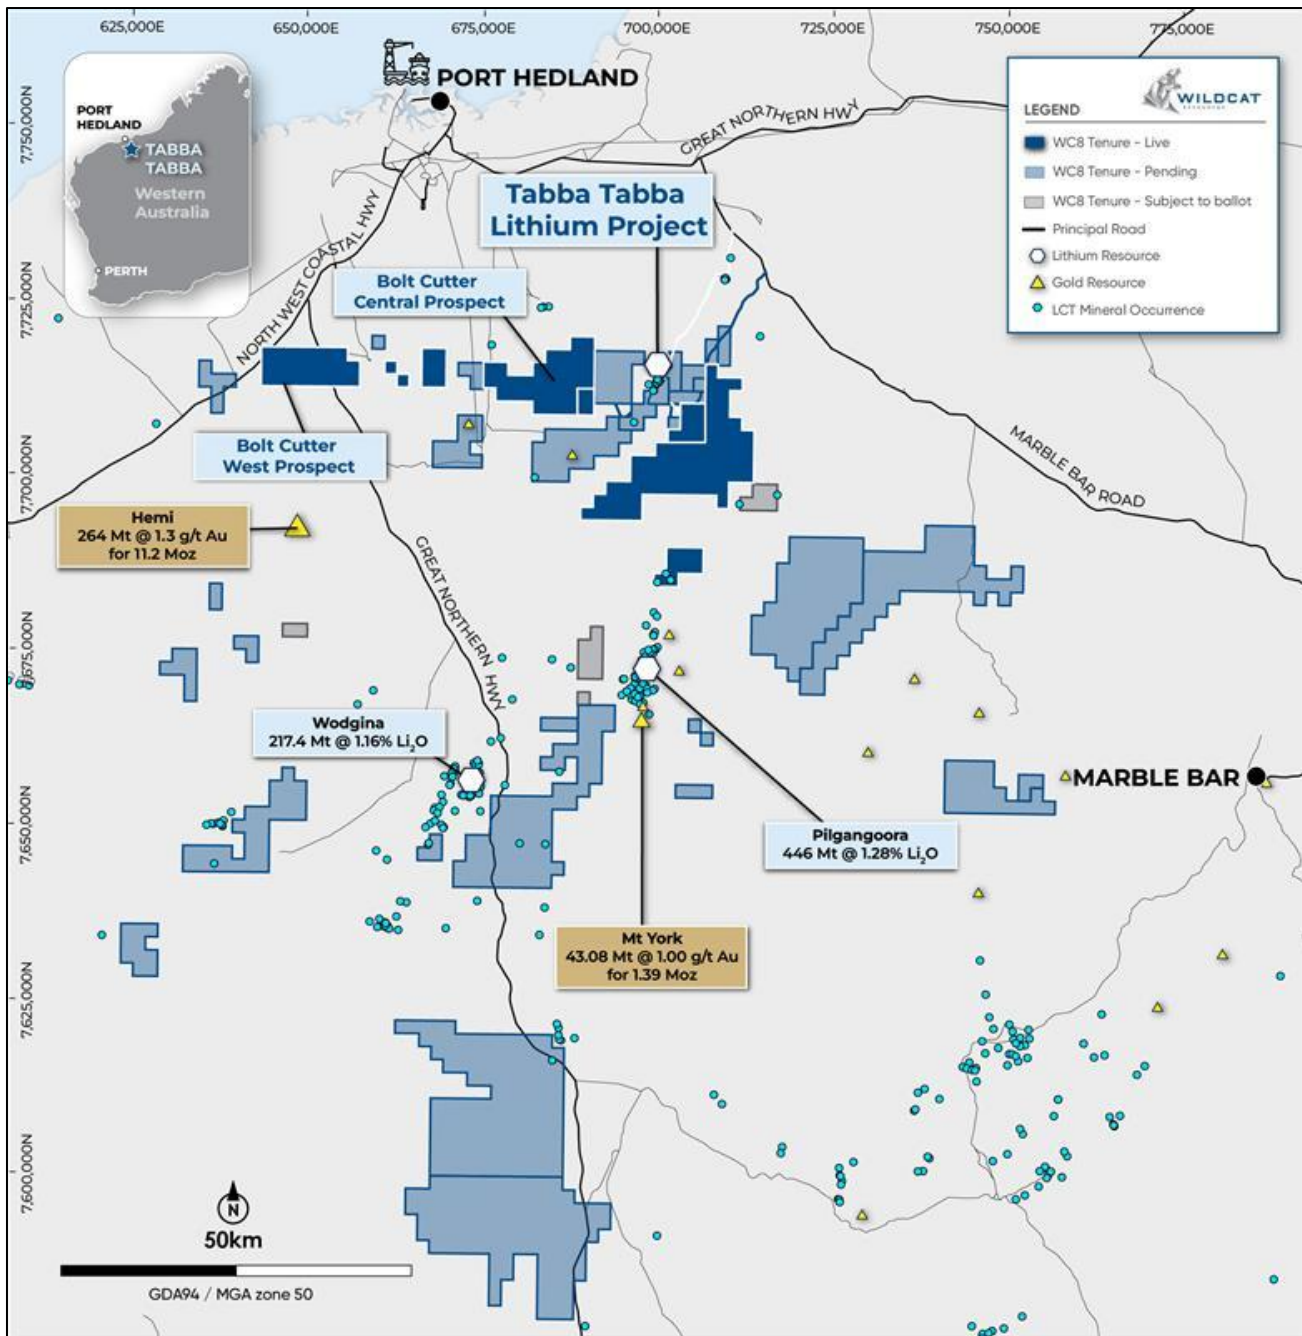 625,000E
650,000E
675,000E
700,000E
725,000E
750,000E
775,000E
7,750,000N
7,725,000N
7,700,000N
7,675,000N
7,650,000N
7,625,000N
7,600,000N
PORT HEDLAND
PORT
HEDLAND
TABBA
TABBA
Western
Australia
PERTH
WILDCAT
LEGEND
WC8 Tenure - Live
WC8 Tenure - Pending
WC8 Tenure - Subject to ballot
Principal Road
Lithium Resource
Gold Resource
LCT Mineral Occurrence
GREAT NORTHERN HWY
NORTH WEST COASTAL HWY
Tabba Tabba
Lithium Project
Bolt Cutter
Central Prospect
Bolt Cutter
West Prospect
MARBLE BAR ROAD
Hemi
264 Mt @ 1.3 g/t Au
for 11.2 Moz
GREAT NORTHERN HWY
Wodgina
217.4 Mt @ 1.16% Li₂O
MARBLE BAR
Pilgangoora
446 Mt @ 1.28% Li₂O
Mt York
43.08 Mt @ 1.00 g/t Au
for 1.39 Moz
N
50km
GDA94 / MGA zone 50